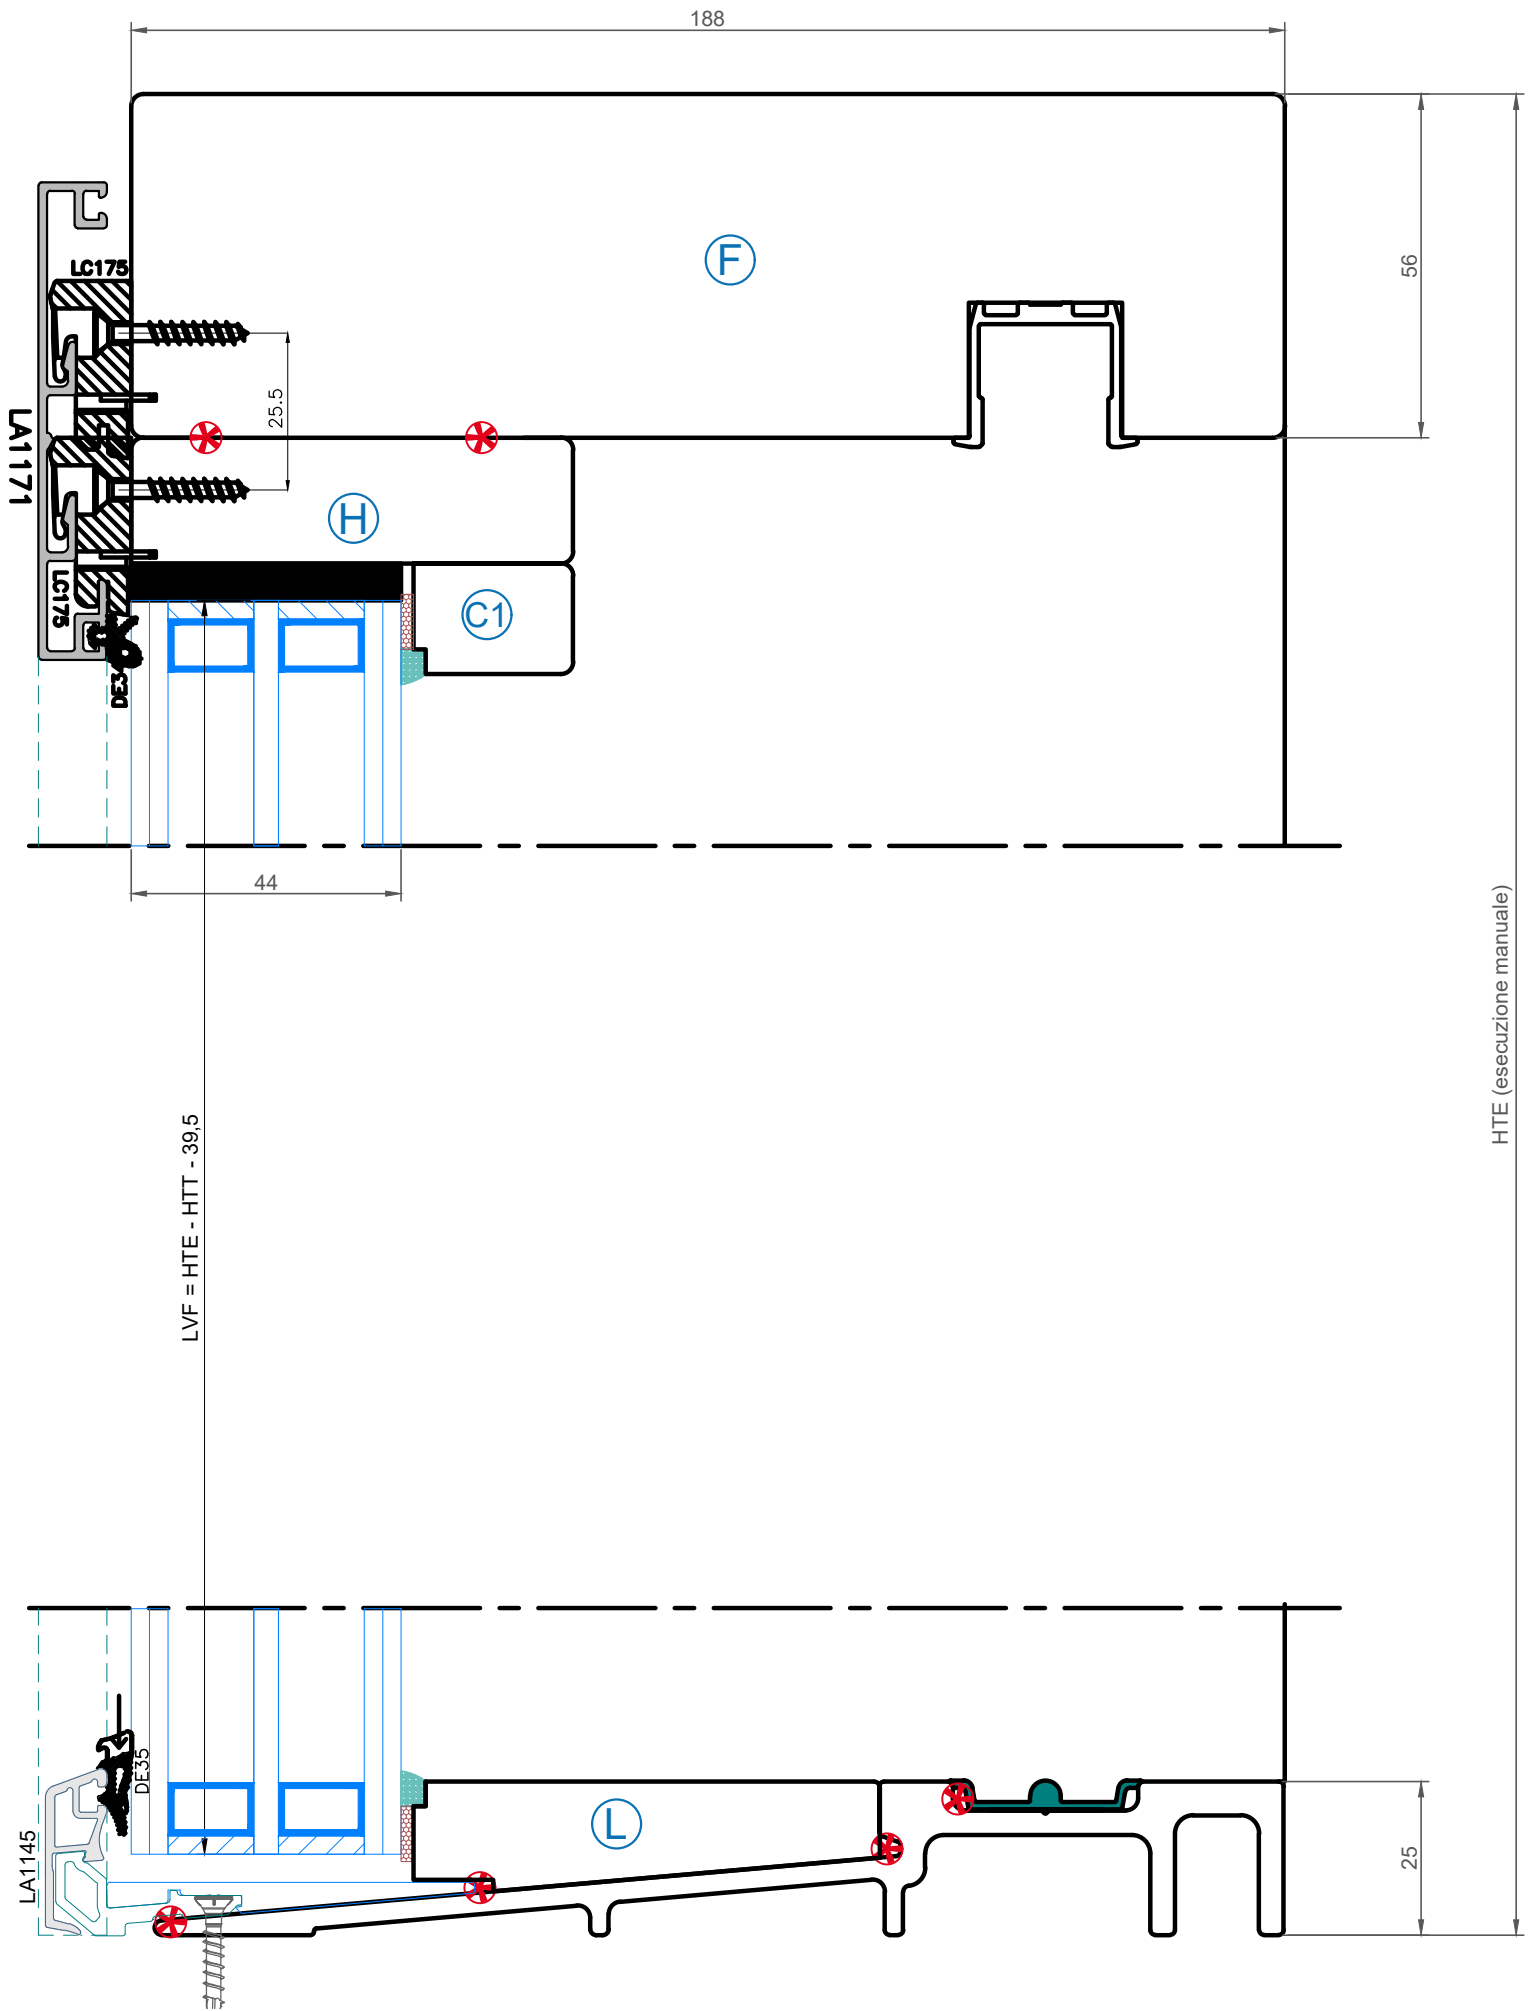 188
F
56
LC175
25.5
LA1171
H
LC175
C1
DE3
44
HTE (esecuzione manuale)
LVF = HTE - HTT - 39,5
DE35
LA1145
L
25